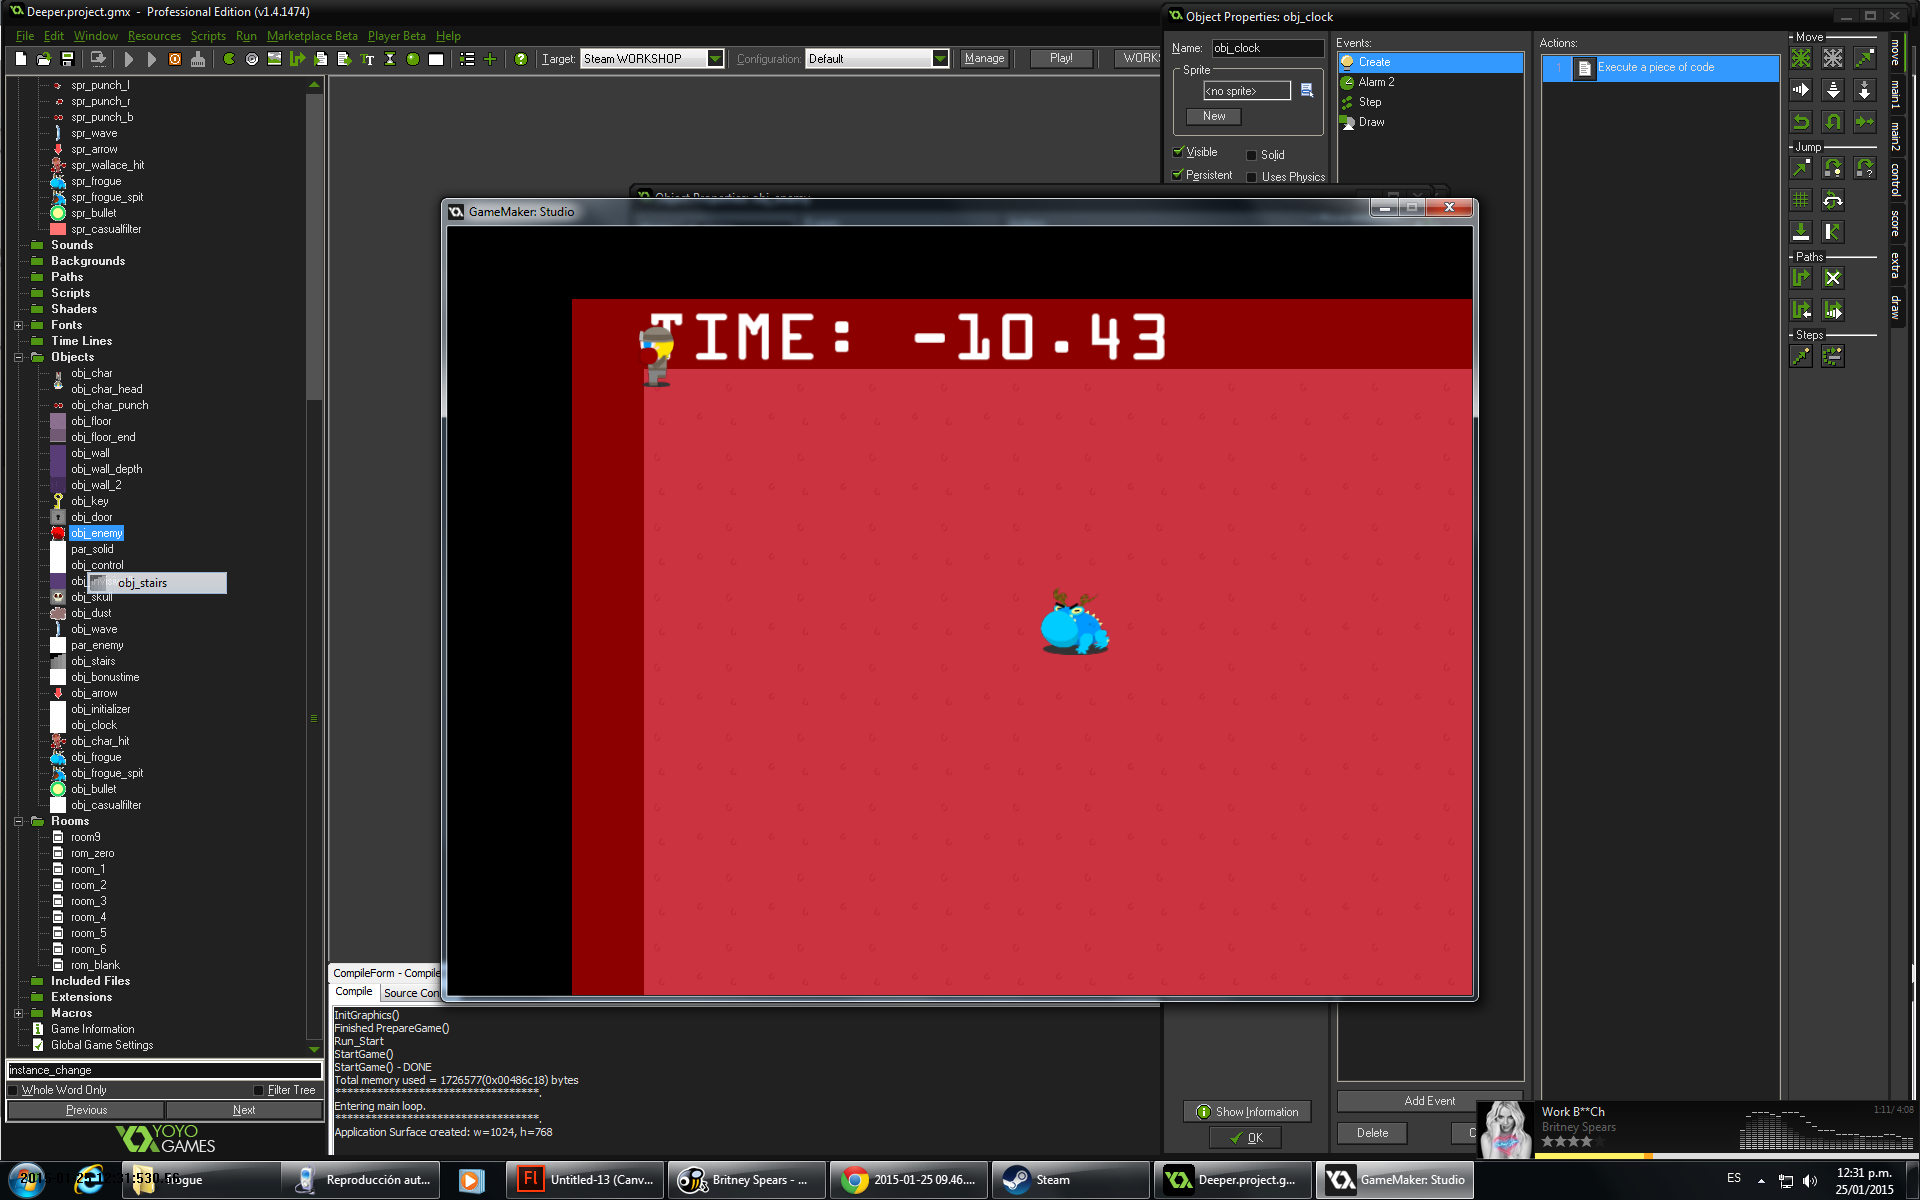 Deeper.project.gmx - Professional Edition (v1.4.1474)
File Edit Window Resources Scripts Run Marketplace Beta Player Beta Help
Target: Steam WORKSHOP Configuration: Default Manage Play! WORKS
spr_punch_l
spr_punch_r
spr_punch_b
spr_wave
spr_arrow
spr_wallace_hit
spr_frogue
spr_frogue_spit
spr_bullet
spr_casualfilter
Sounds
Backgrounds
Paths
Scripts
Shaders
Fonts
Time Lines
Objects
obj_char
obj_char_head
obj_char_punch
obj_floor
obj_floor_end
obj_wall
obj_wall_depth
obj_wall_2
obj_key
obj_door
obj_enemy
par_solid
obj_control
obj_stairs
obj_skull
obj_dust
obj_wave
par_enemy
obj_stairs
obj_bonustime
obj_arrow
obj_initializer
obj_clock
obj_char_hit
obj_frogue
obj_frogue_spit
obj_bullet
obj_casualfilter
Rooms
room9
rom_zero
room_1
room_2
room_3
room_4
room_5
room_6
rom_blank
Included Files
Extensions
Macros
Game Information
Global Game Settings
instance_change
Whole Word Only Filter Tree
Previous Next
YOYO
GAMES
Object Properties: obj_clock
Name: obj_clock
Sprite
<no sprite>
New
Visible Solid
Persistent Uses Physics
Events:
Create
Alarm 2
Step
Draw
Actions:
1 Execute a piece of code
Move
Jump
Paths
Steps
move
main1
main2
control
score
extra
draw
Object Properties: obj_enemy
GameMaker: Studio
TIME: -10.43
CompileForm - Compile
Compile Source Con
InitGraphics()
Finished PrepareGame()
Run_Start
StartGame()
StartGame() - DONE
Total memory used = 1726577(0x00486c18) bytes
***********************************.
Entering main loop.
***********************************.
Application Surface created: w=1024, h=768
Show Information
OK
Add Event
Delete
Work B**Ch
Britney Spears
1:11/ 4:08
2015-01-25 12:31:530.56
Reproducción aut...
Untitled-13 (Canv...
Britney Spears - ...
2015-01-25 09.46....
Steam
Deeper.project.g...
GameMaker: Studio
ES
12:31 p.m.
25/01/2015